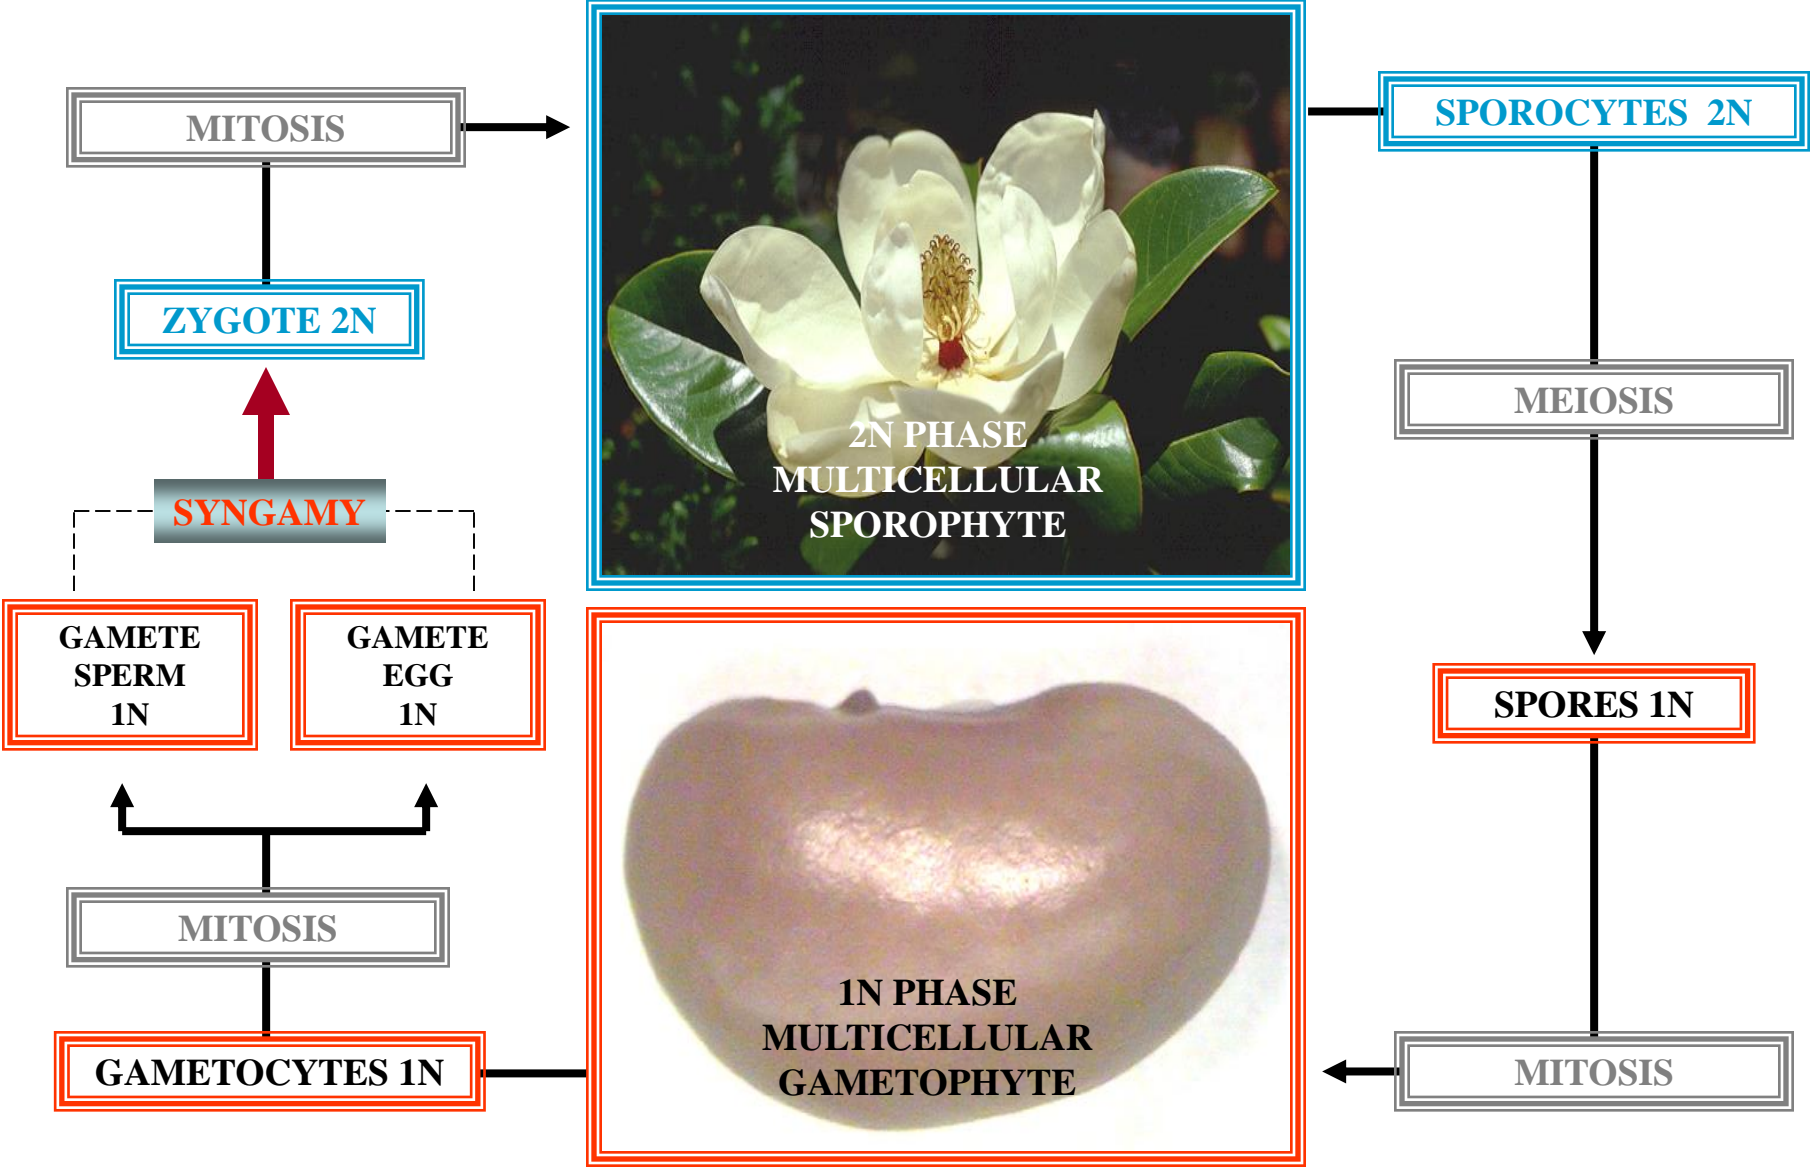 MITOSIS
SPOROCYTES 2N
ZYGOTE 2N
MEIOSIS
2N PHASE
MULTICELLULAR
SPOROPHYTE
SYNGAMY
GAMETE
SPERM
1N
GAMETE
EGG
1N
SPORES 1N
MITOSIS
1N PHASE
MULTICELLULAR
GAMETOPHYTE
GAMETOCYTES 1N
MITOSIS